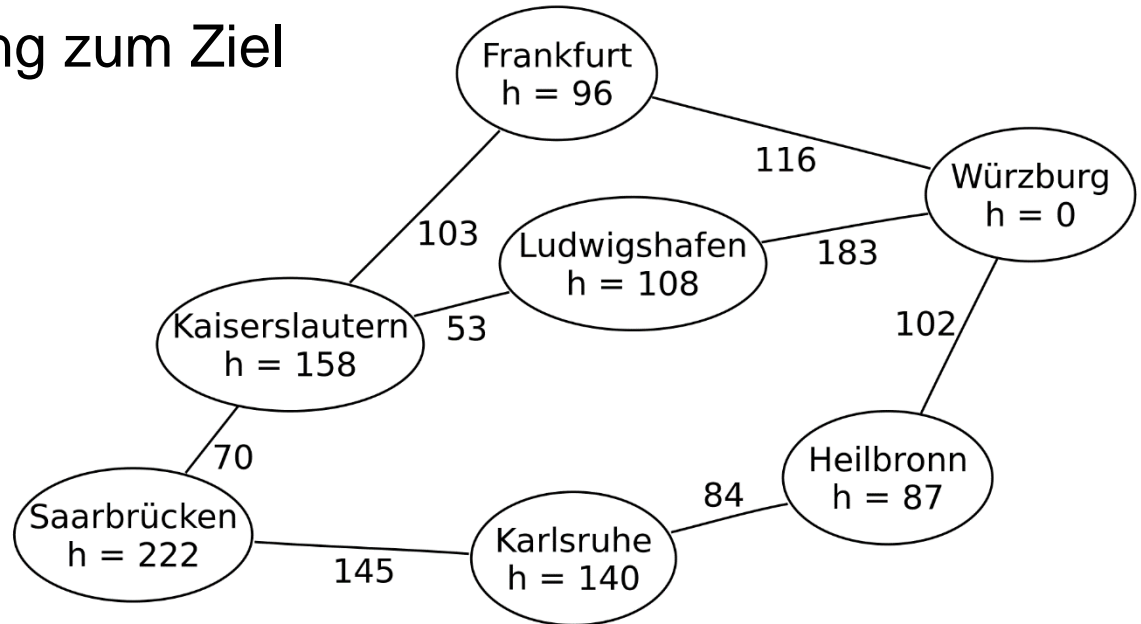 ng zum Ziel
Frankfurt
h = 96
116
Würzburg
h = 0
103
Ludwigshafen
h = 108
183
Kaiserslautern
h = 158
53
102
70
Heilbronn
h = 87
84
Saarbrücken
h = 222
145
Karlsruhe
h = 140